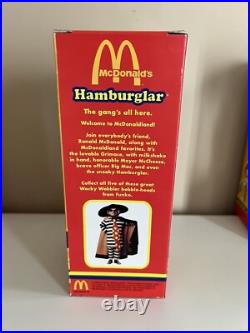 McDonald's
Hamburglar
The gang's all here.
Welcome to McDonaldland!
Join everybody's friend,
Ronald McDonald, along with
McDonaldland favorites. It's
the lovable Grimace, with milkshake
in hand, honorable Mayor McCheese,
brave officer Big Mac, and even
the sneaky Hamburglar.
Collect all five of these great
Wacky Wobbler bobble-heads
from Funko.